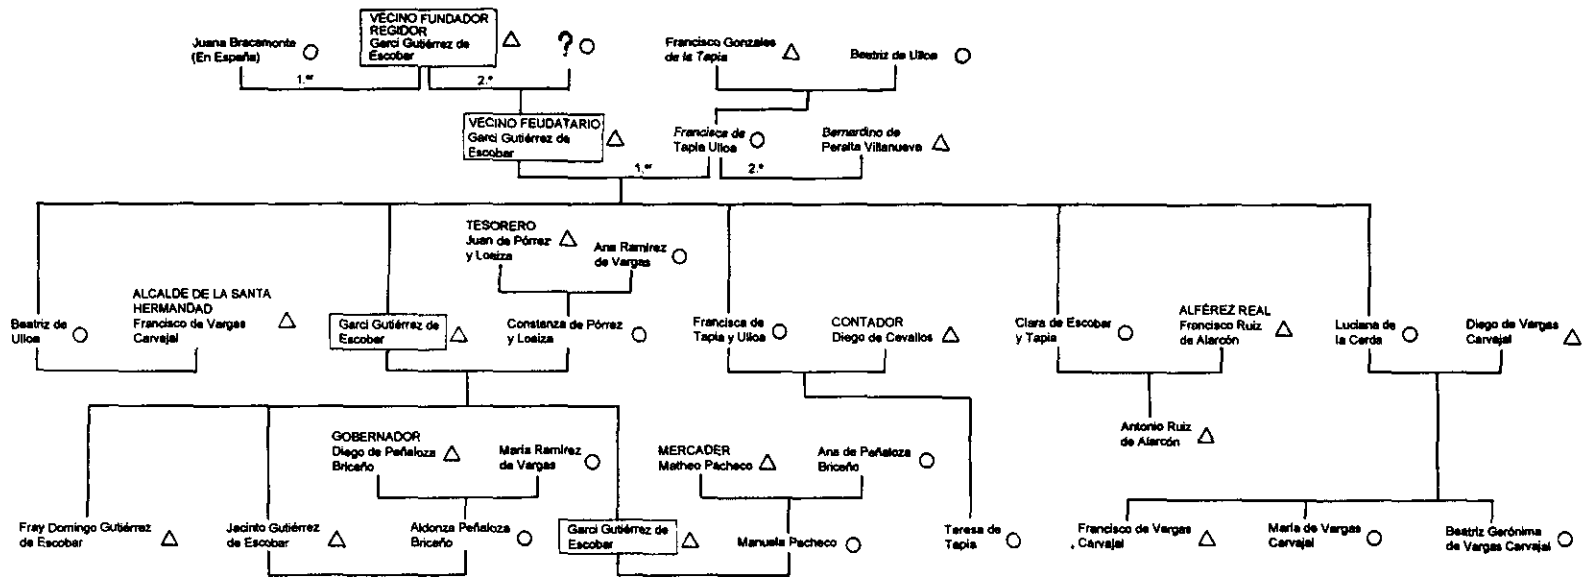 Juana Bracamonte
(En España)
VECINO FUNDADOR
REGIDOR
Garci Gutiérrez de
Escobar
?
Francisco Gonzales
de la Tapia
Beatriz de Ulloa
1.er
2.º
VECINO FEUDATARIO
Garci Gutiérrez de
Escobar
Francisca de
Tapia Ulloa
Bernardino de
Peralta Villanueva
1.er
2.º
TESORERO
Juan de Pórrez
y Loaiza
Ana Ramírez
de Vargas
Beatriz de
Ulloa
ALCALDE DE LA SANTA
HERMANDAD
Francisco de Vargas
Carvajal
Garci Gutiérrez de
Escobar
Constanza de Pórrez
y Loaiza
Francisca de
Tapia y Ulloa
CONTADOR
Diego de Cevallos
Clara de Escobar
y Tapia
ALFÉREZ REAL
Francisco Ruiz
de Alarcón
Luciana de
la Cerda
Diego de Vargas
Carvajal
Antonio Ruiz
de Alarcón
GOBERNADOR
Diego de Peñaloza
Briceño
María Ramírez
de Vargas
MERCADER
Matheo Pacheco
Ana de Peñaloza
Briceño
Fray Domingo Gutiérrez
de Escobar
Jacinto Gutiérrez
de Escobar
Aldonza Peñaloza
Briceño
Garci Gutiérrez de
Escobar
Manuela Pacheco
Teresa de
Tapia
Francisco de Vargas
Carvajal
María de Vargas
Carvajal
Beatriz Gerónima
de Vargas Carvajal